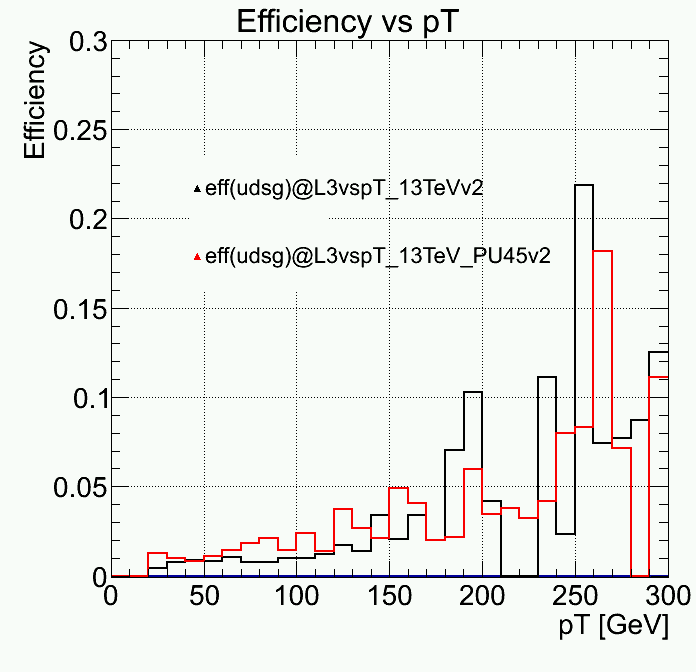 Efficiency vs pT
Efficiency
0.3
0.25
eff(udsg)@L3vspT_13TeVv2
0.2
eff(udsg)@L3vspT_13TeV_PU45v2
0.15
0.1
0.05
0
0 50 100 150 200 250 300
pT [GeV]